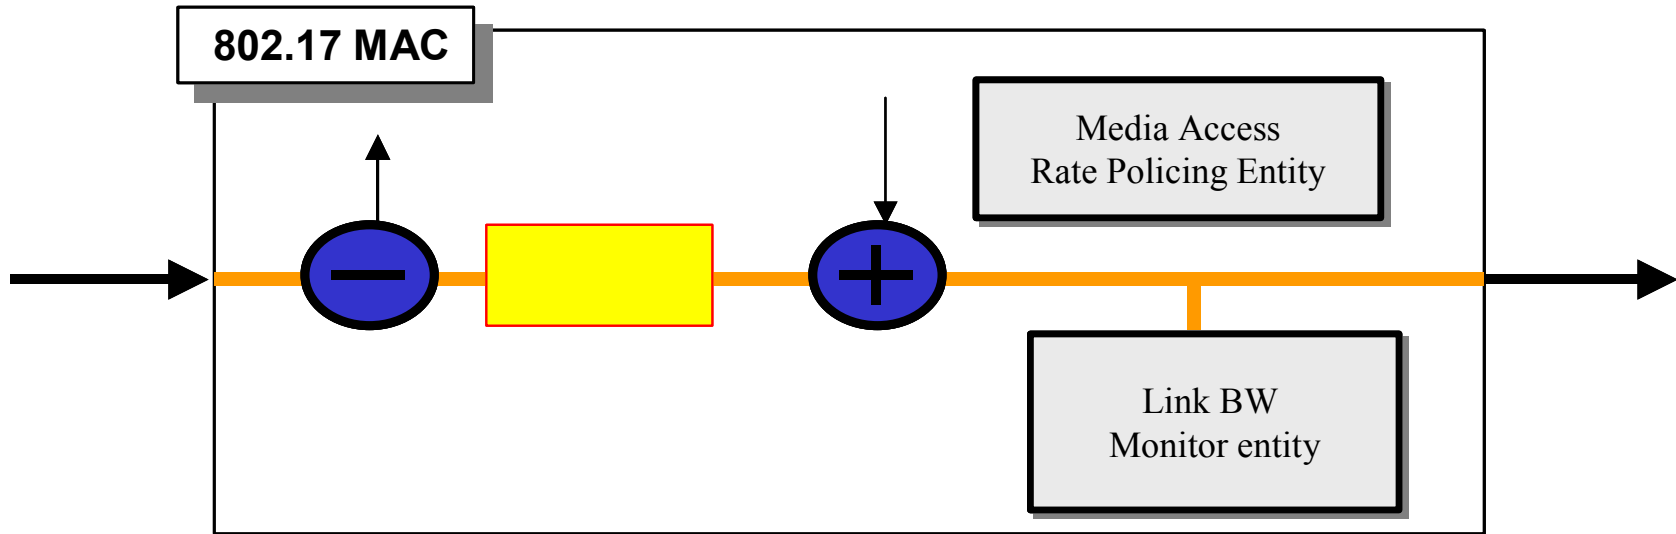 802.17 MAC
Media Access
Rate Policing Entity
Link BW
Monitor entity